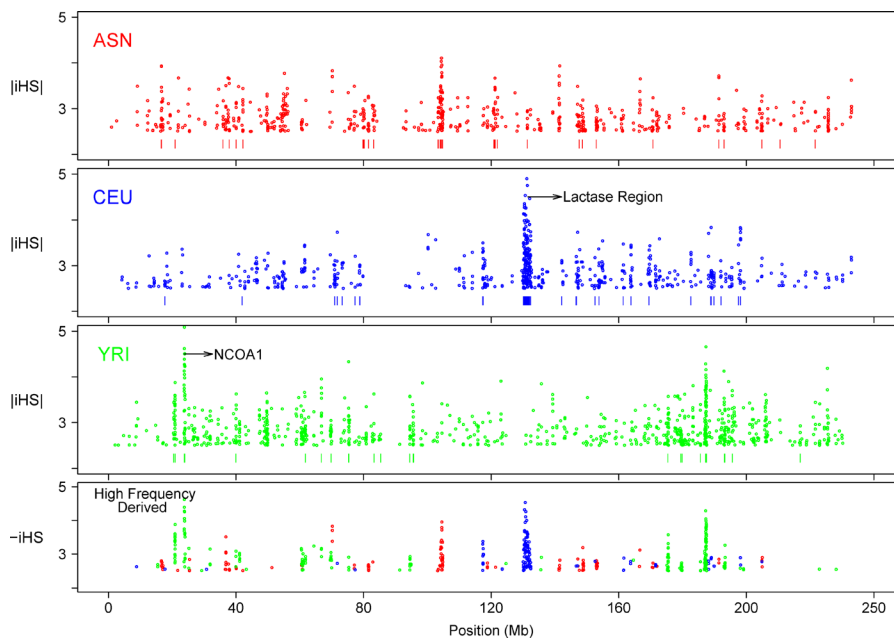 5
ASN
|iHS|
3
5
CEU
Lactase Region
|iHS|
3
5
YRI
NCOA1
|iHS|
3
5
High Frequency
Derived
−iHS
3
0 40 80 120 160 200 250
Position (Mb)